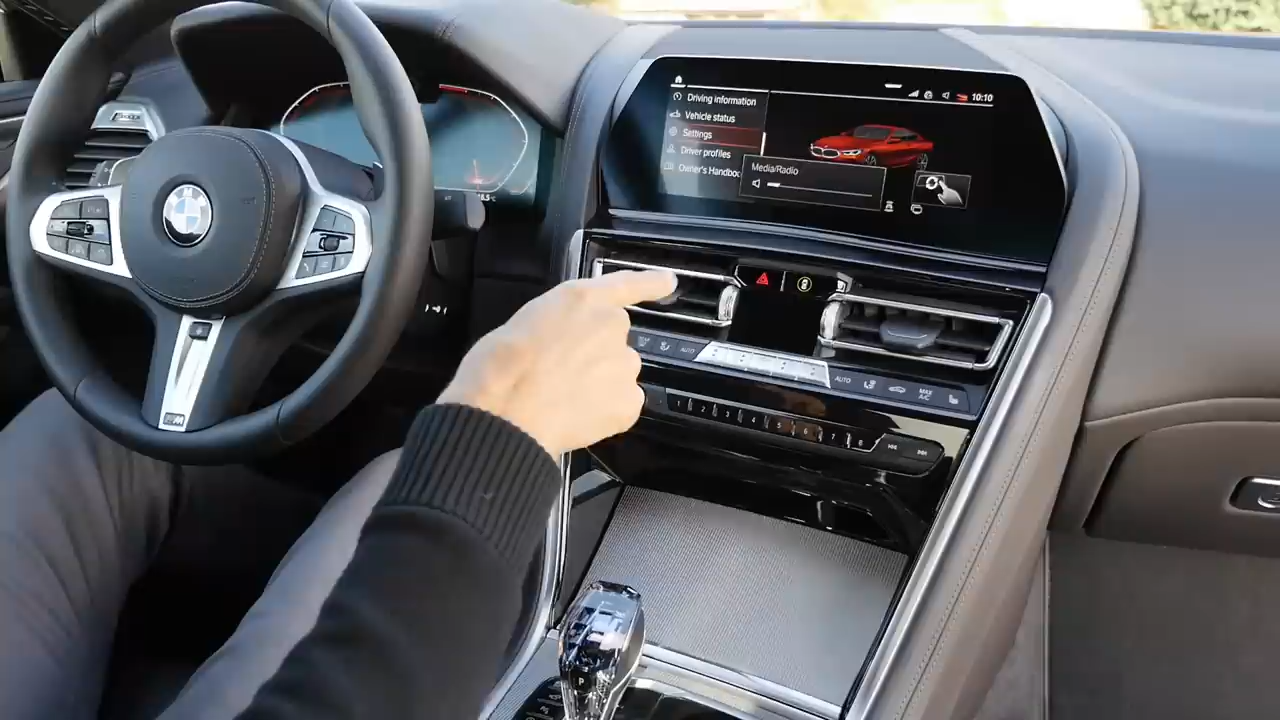 10:10
Driving information
Vehicle status
Settings
Driver profiles
Owner's Handboo
Media/Radio
BMW
AUTO
AUTO
MAX
A/C
1 2 3 4 5 6 7 8
M
P